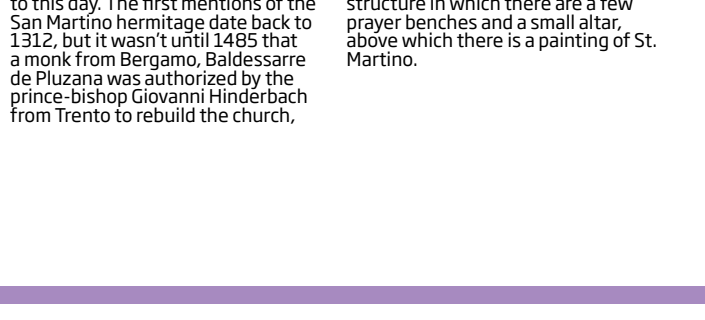 to this day. The first mentions of the
San Martino hermitage date back to
1312, but it wasn't until 1485 that
a monk from Bergamo, Baldessarre
de Pluzana was authorized by the
prince-bishop Giovanni Hinderbach
from Trento to rebuild the church,
structure in which there are a few
prayer benches and a small altar,
above which there is a painting of St.
Martino.